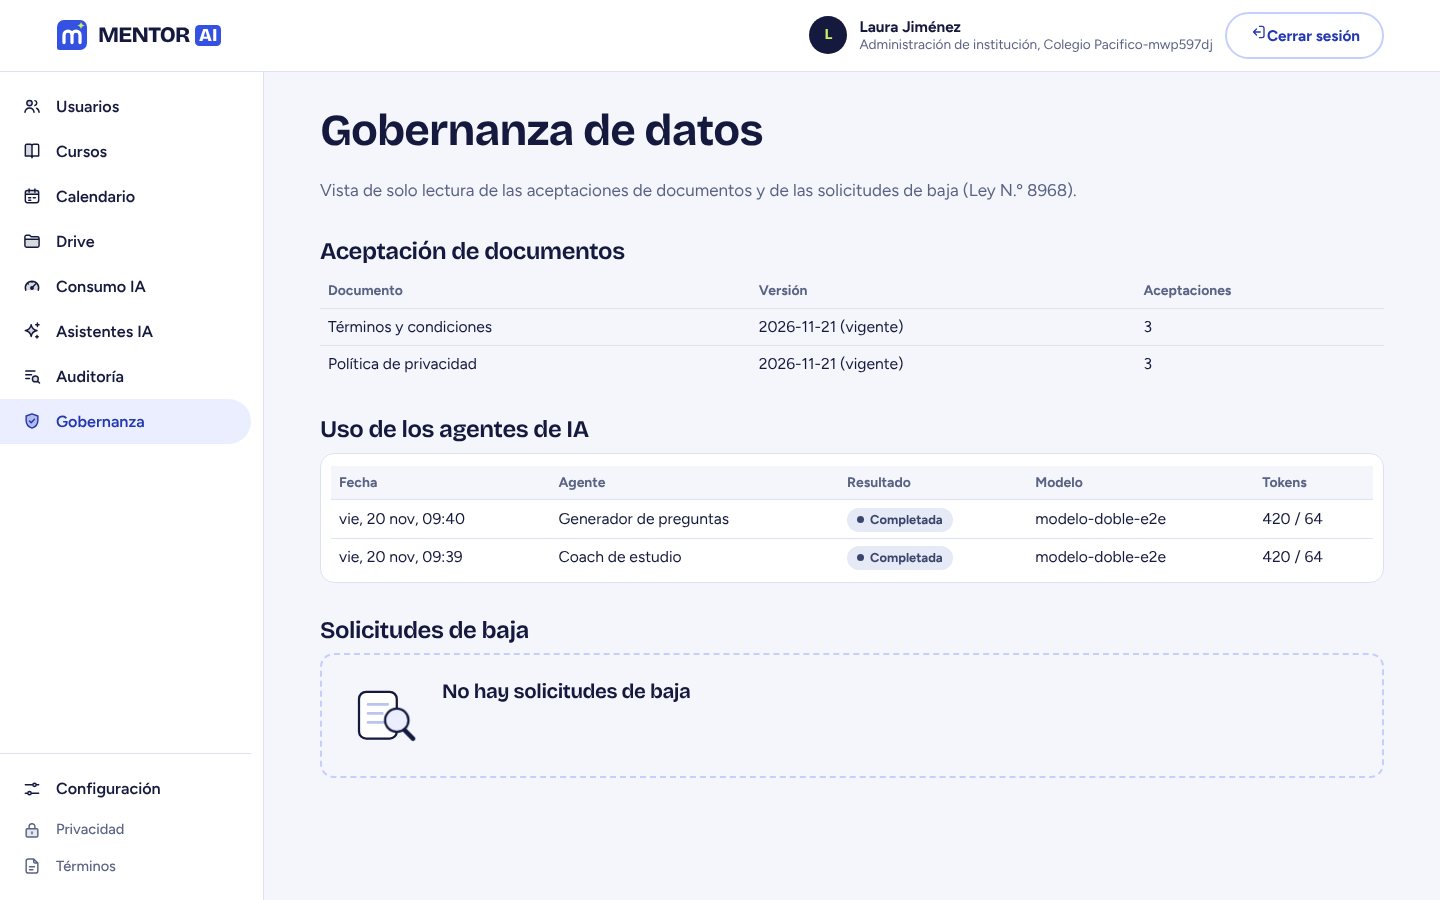 m MENTOR AI
L
Laura Jiménez
Administración de institución, Colegio Pacifico-mwp597dj
Cerrar sesión
Usuarios
Cursos
Calendario
Drive
Consumo IA
Asistentes IA
Auditoría
Gobernanza
Configuración
Privacidad
Términos
Gobernanza de datos
Vista de solo lectura de las aceptaciones de documentos y de las solicitudes de baja (Ley N.º 8968).
Aceptación de documentos
Documento Versión Aceptaciones
Términos y condiciones 2026-11-21 (vigente) 3
Política de privacidad 2026-11-21 (vigente) 3
Uso de los agentes de IA
Fecha Agente Resultado Modelo Tokens
vie, 20 nov, 09:40 Generador de preguntas Completada modelo-doble-e2e 420 / 64
vie, 20 nov, 09:39 Coach de estudio Completada modelo-doble-e2e 420 / 64
Solicitudes de baja
No hay solicitudes de baja